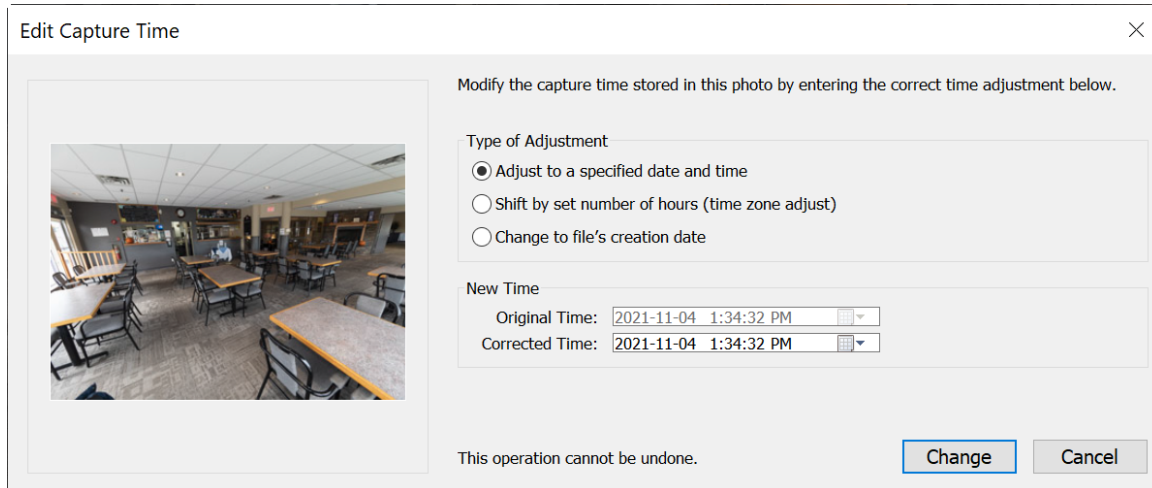 Edit Capture Time
Modify the capture time stored in this photo by entering the correct time adjustment below.
Type of Adjustment
Adjust to a specified date and time
Shift by set number of hours (time zone adjust)
Change to file's creation date
New Time
Original Time: 2021-11-04 1:34:32 PM
Corrected Time: 2021-11-04 1:34:32 PM
This operation cannot be undone.
Change Cancel